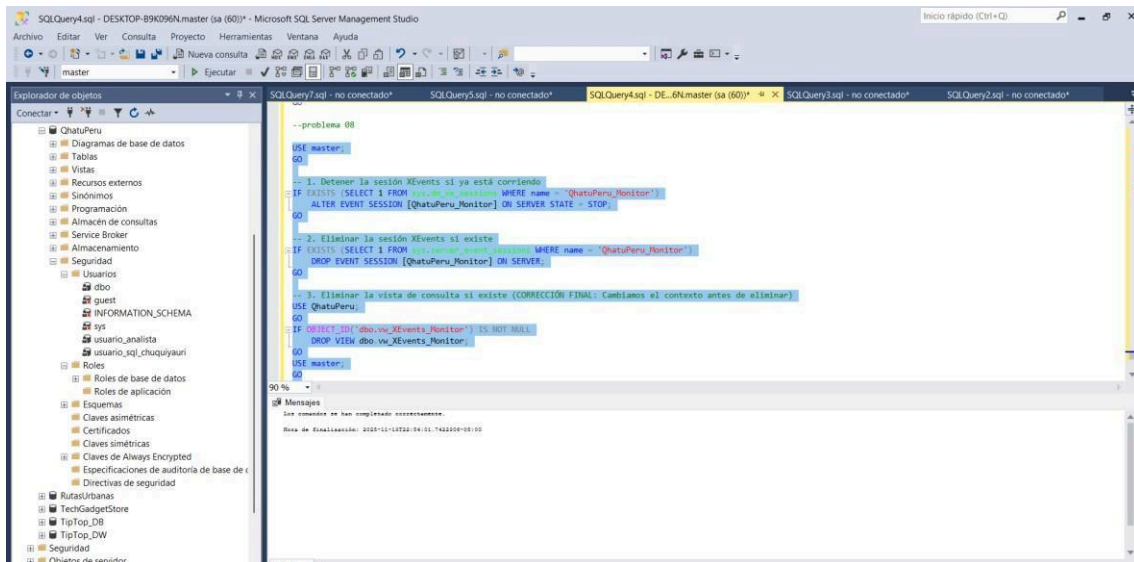 SQLQuery4.sql - DESKTOP-B9K096N.master (sa (60))* - Microsoft SQL Server Management Studio
Inicio rápido (Ctrl+Q)
Archivo Editar Ver Consulta Proyecto Herramientas Ventana Ayuda
Nueva consulta
master
Ejecutar
Explorador de objetos
SQLQuery7.sql - no conectado*
SQLQuery5.sql - no conectado*
SQLQuery4.sql - DE...6N.master (sa (60))*
SQLQuery3.sql - no conectado*
SQLQuery2.sql - no conectado*
Conectar
QhatuPeru
Diagramas de base de datos
Tablas
Vistas
Recursos externos
Sinónimos
Programación
Almacén de consultas
Service Broker
Almacenamiento
Seguridad
Usuarios
dbo
guest
INFORMATION_SCHEMA
sys
usuario_analista
usuario_sql_chuquiyauri
Roles
Roles de base de datos
Roles de aplicación
Esquemas
Claves asimétricas
Certificados
Claves simétricas
Claves de Always Encrypted
Especificaciones de auditoría de base de c
Directivas de seguridad
RutasUrbanas
TechGadgetStore
TipTop_DB
TipTop_DW
Seguridad
Objetos de servidor
GO
--problema 08
USE master;
GO
-- 1. Detener la sesión XEvents si ya está corriendo
IF EXISTS (SELECT 1 FROM sys.dm_xe_sessions WHERE name = 'QhatuPeru_Monitor')
ALTER EVENT SESSION [QhatuPeru_Monitor] ON SERVER STATE = STOP;
GO
-- 2. Eliminar la sesión XEvents si existe
IF EXISTS (SELECT 1 FROM sys.server_event_sessions WHERE name = 'QhatuPeru_Monitor')
DROP EVENT SESSION [QhatuPeru_Monitor] ON SERVER;
GO
-- 3. Eliminar la vista de consulta si existe (CORRECCIÓN FINAL: Cambiamos el contexto antes de eliminar)
USE QhatuPeru;
GO
IF OBJECT_ID('dbo.vw_XEvents_Monitor') IS NOT NULL
DROP VIEW dbo.vw_XEvents_Monitor;
GO
USE master;
GO
90 %
Mensajes
Los comandos se han completado correctamente.